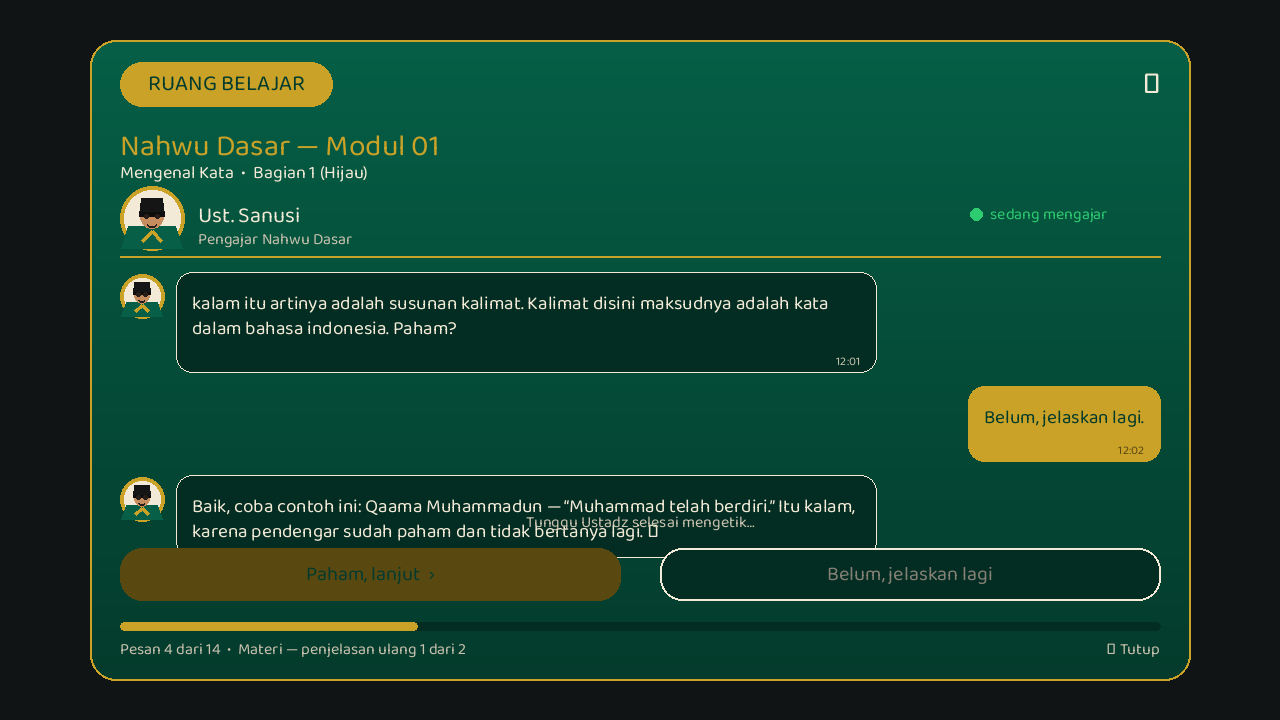 RUANG BELAJAR
Nahwu Dasar — Modul 01
Mengenal Kata • Bagian 1 (Hijau)
Ust. Sanusi
Pengajar Nahwu Dasar
sedang mengajar
kalam itu artinya adalah susunan kalimat. Kalimat disini maksudnya adalah kata
dalam bahasa indonesia. Paham?
12:01
Belum, jelaskan lagi.
12:02
Baik, coba contoh ini: Qaama Muhammadun — “Muhammad telah berdiri.” Itu kalam,
karena pendengar sudah paham dan tidak bertanya lagi.
Tunggu Ustadz selesai mengetik...
Paham, lanjut ›
Belum, jelaskan lagi
Pesan 4 dari 14 • Materi — penjelasan ulang 1 dari 2
Tutup